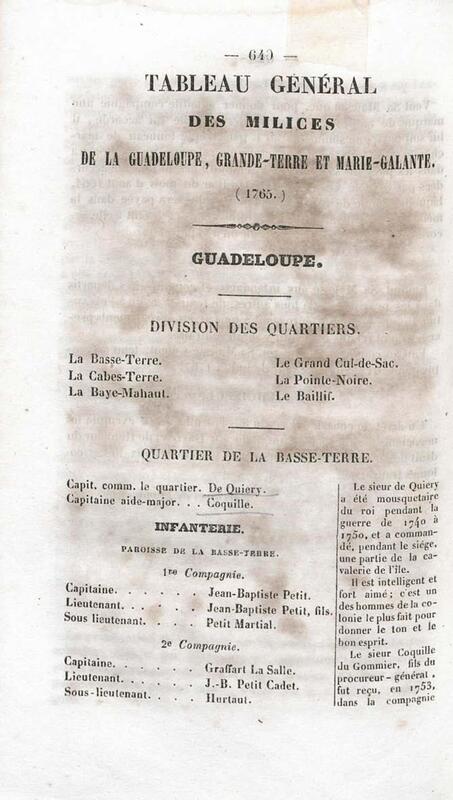 — 640 —
TABLEAU GÉNÉRAL
DES MILICES
DE LA GUADELOUPE, GRANDE-TERRE ET MARIE-GALANTE.
(1765.)
GUADELOUPE.
DIVISION DES QUARTIERS.
La Basse-Terre.
La Cabes-Terre.
La Baye-Mahaut.
Le Grand Cul-de-Sac.
La Pointe-Noire.
Le Baillif.
QUARTIER DE LA BASSE-TERRE.
Capit. comm. le quartier. De Quiery.
Capitaine aide-major. . . Coquille.
INFANTERIE.
PAROISSE DE LA BASSE-TERRE.
1re Compagnie.
Capitaine. . . . . . . Jean-Baptiste Petit.
Lieutenant. . . . . . Jean-Baptiste Petit, fils.
Sous lieutenant. . . . . Petit Martial.
2e Compagnie.
Capitaine. . . . . . . Graffart La Salle.
Lieutenant. . . . . . J.-B. Petit Cadet.
Sous-lieutenant. . . . . Hurtaut.
Le sieur de Quiery
a été mousquetaire
du roi pendant la
guerre de 1740 à
1750, et a comman-
dé, pendant le siége,
une partie de la ca-
valerie de l'île.
Il est intelligent et
fort aimé; c'est un
des hommes de la co-
lonie le plus fait pour
donner le ton et le
bon esprit.
Le sieur Coquille
du Gommier, fils du
procureur-général,
fut reçu, en 1753,
dans la compagnie